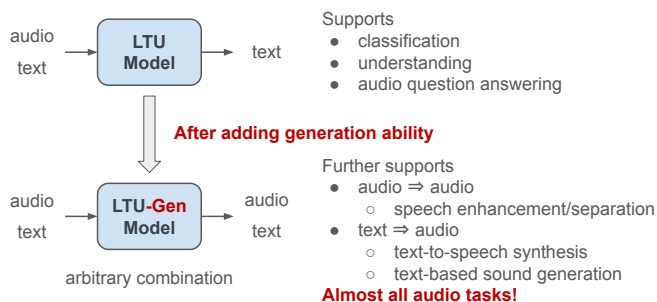 audio
text
LTU
Model
text
Supports
● classification
● understanding
● audio question answering
After adding generation ability
audio
text
LTU-Gen
Model
audio
text
arbitrary combination
Further supports
● audio ⇒ audio
○ speech enhancement/separation
● text ⇒ audio
○ text-to-speech synthesis
○ text-based sound generation
Almost all audio tasks!